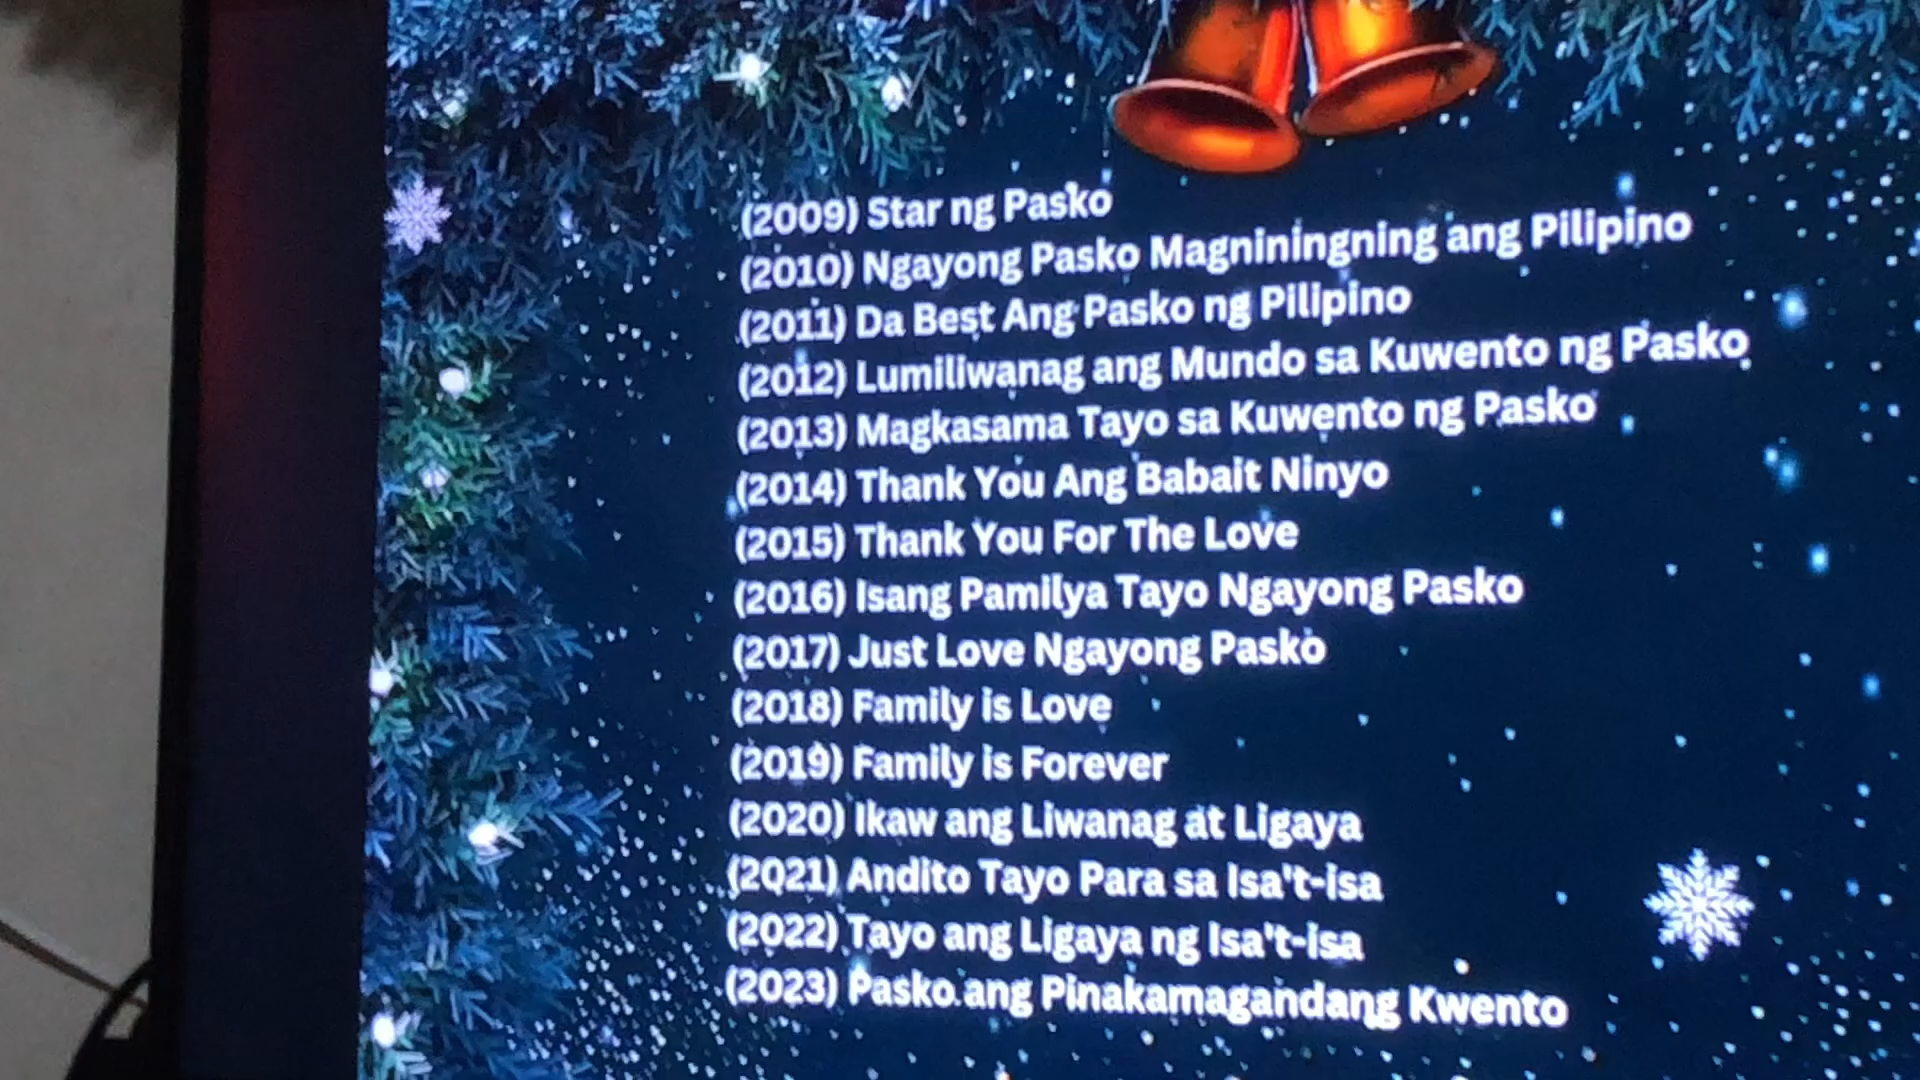 (2009) Star ng Pasko
(2010) Ngayong Pasko Magniningning ang Pilipino
(2011) Da Best Ang Pasko ng Pilipino
(2012) Lumiliwanag ang Mundo sa Kuwento ng Pasko
(2013) Magkasama Tayo sa Kuwento ng Pasko
(2014) Thank You Ang Babait Ninyo
(2015) Thank You For The Love
(2016) Isang Pamilya Tayo Ngayong Pasko
(2017) Just Love Ngayong Pasko
(2018) Family is Love
(2019) Family is Forever
(2020) Ikaw ang Liwanag at Ligaya
(2021) Andito Tayo Para sa Isa't-isa
(2022) Tayo ang Ligaya ng Isa't-isa
(2023) Pasko ang Pinakamagandang Kwento